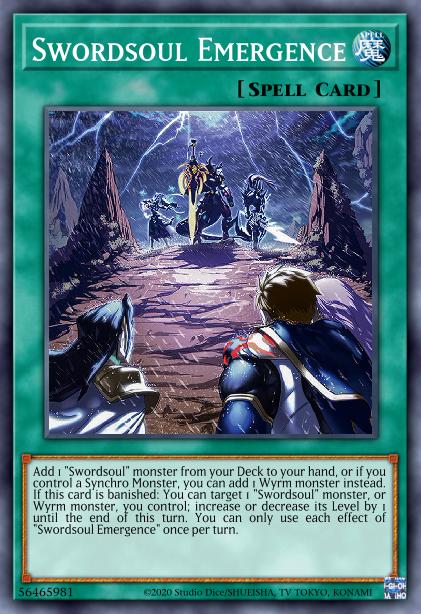 Swordsoul Emergence
SPELL
魔
[Spell Card]
Add 1 "Swordsoul" monster from your Deck to your hand, or if you
control a Synchro Monster, you can add 1 Wyrm monster instead.
If this card is banished: You can target 1 "Swordsoul" monster, or
Wyrm monster, you control; increase or decrease its Level by 1
until the end of this turn. You can only use each effect of
"Swordsoul Emergence" once per turn.
56465981
©2020 Studio Dice/SHUEISHA, TV TOKYO, KONAMI